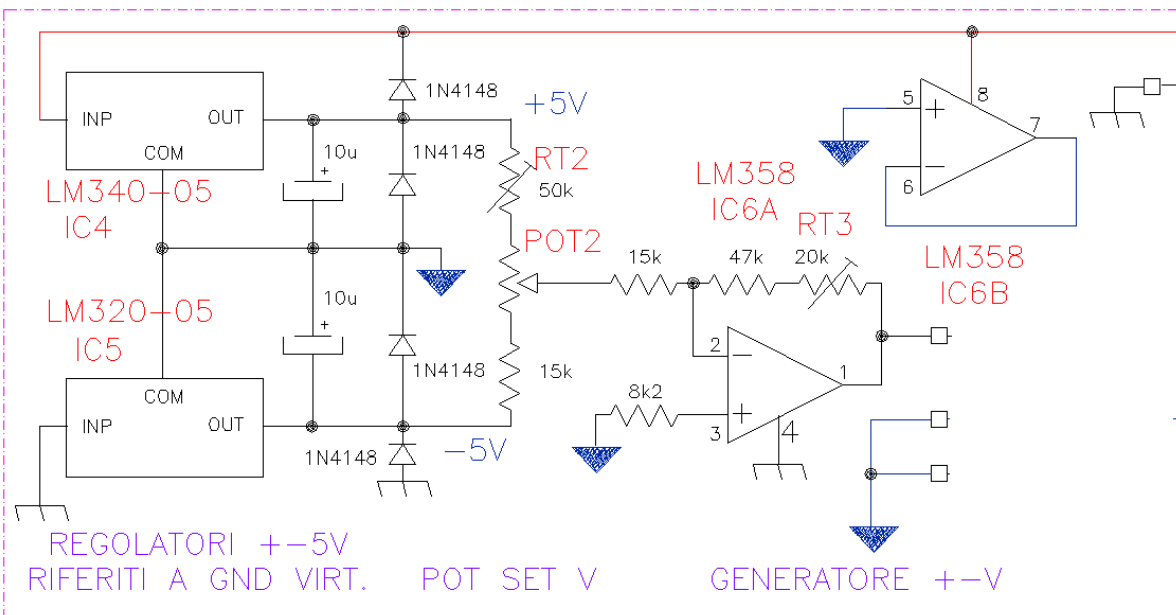 1N4148
+5V
INP
OUT
COM
10u
+
1N4148
RT2
50k
LM340-05
IC4
POT2
LM358
IC6A
RT3
15k
47k
20k
5
+
8
7
6
−
LM358
IC6B
LM320-05
IC5
10u
+
1N4148
15k
COM
INP
OUT
1N4148
−5V
8k2
2
−
1
+
3
4
REGOLATORI +−5V
RIFERITI A GND VIRT.
POT SET V
GENERATORE +−V